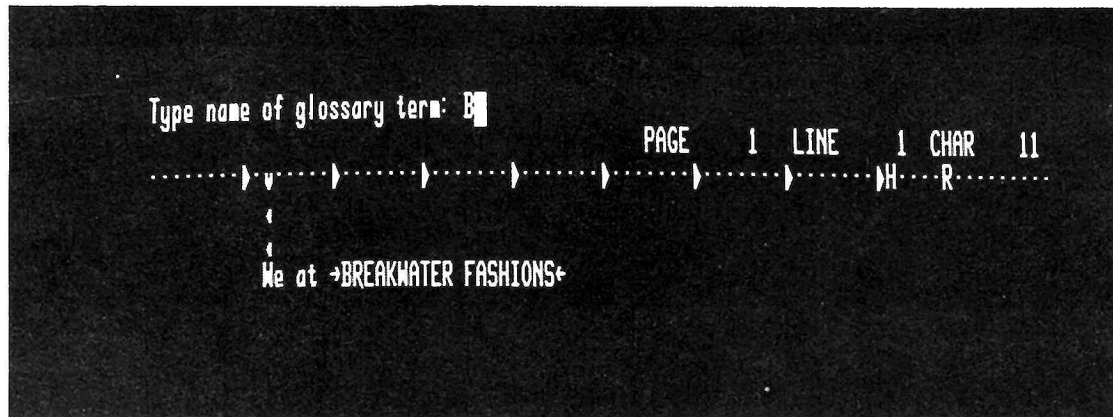 Type name of glossary term: B
PAGE 1 LINE 1 CHAR 11
H R
We at →BREAKWATER FASHIONS←